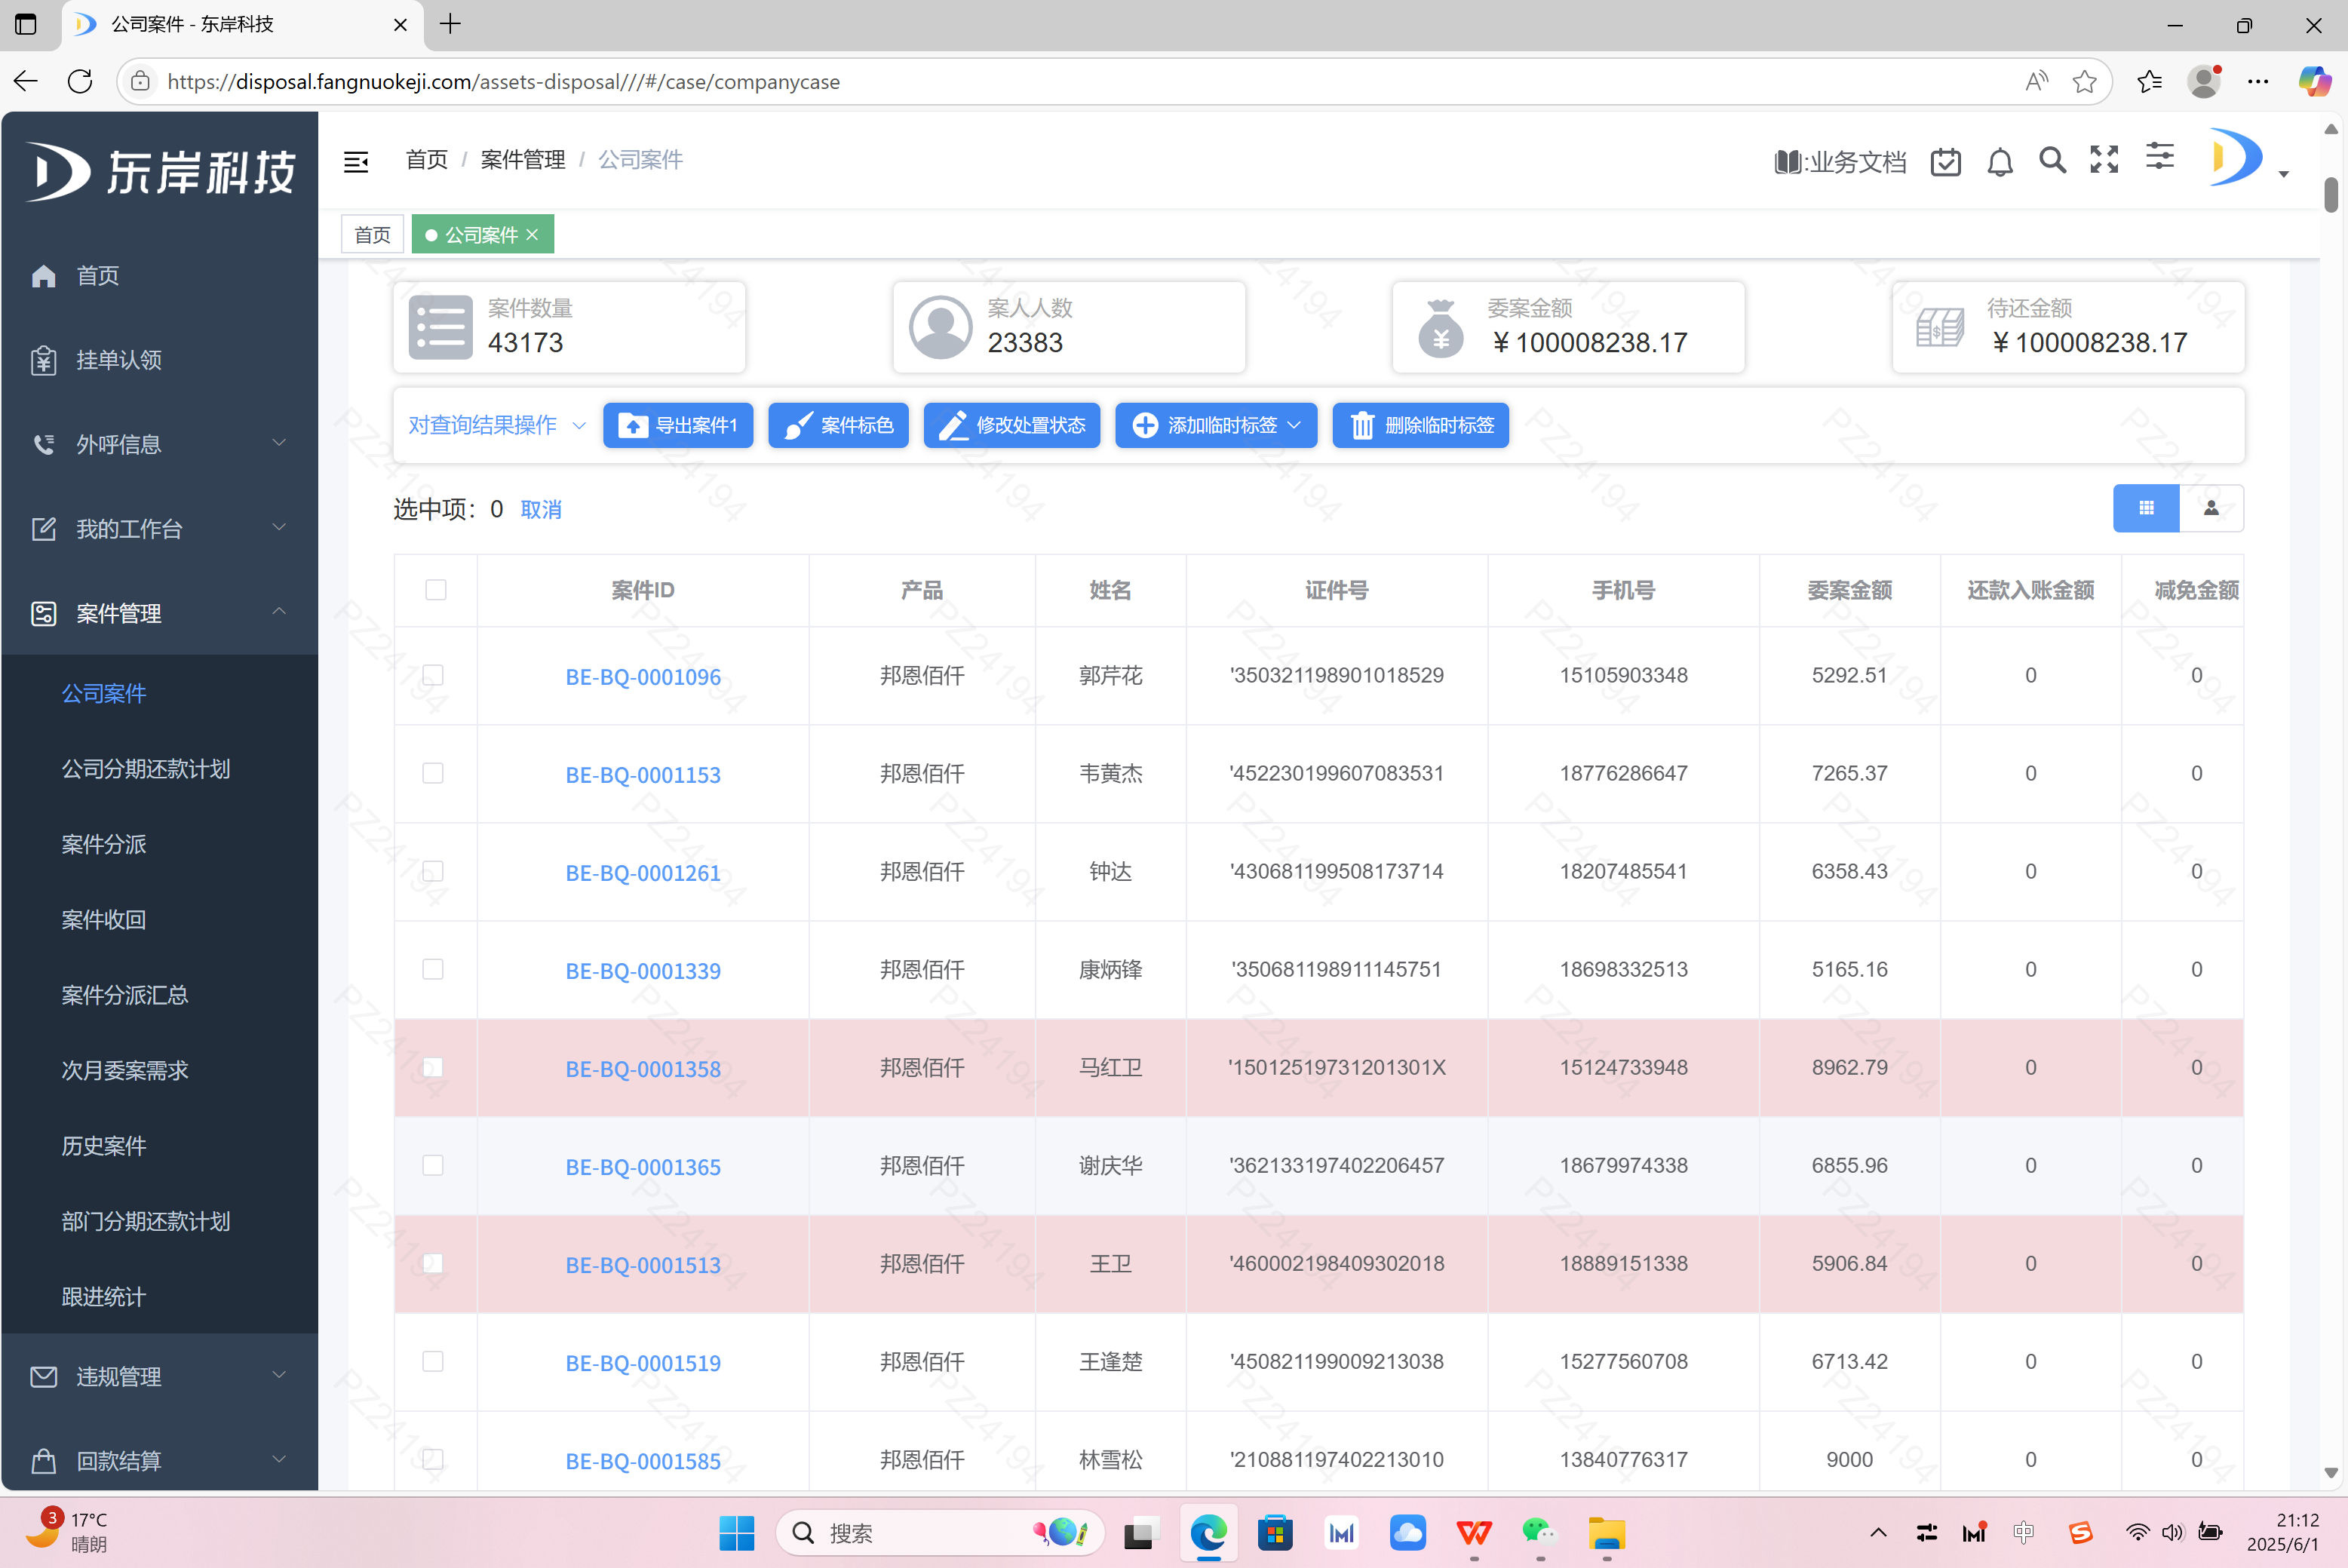 公司案件 - 东岸科技
https://disposal.fangnuokeji.com/assets-disposal///#/case/companycase
东岸科技
首页 / 案件管理 / 公司案件
:业务文档
首页
公司案件
首页
挂单认领
外呼信息
我的工作台
案件管理
公司案件
公司分期还款计划
案件分派
案件收回
案件分派汇总
次月委案需求
历史案件
部门分期还款计划
跟进统计
违规管理
回款结算
案件数量
43173
案人人数
23383
委案金额
￥100008238.17
待还金额
￥100008238.17
对查询结果操作 导出案件1 案件标色 修改处置状态 添加临时标签 删除临时标签
选中项：0 取消
案件ID 产品 姓名 证件号 手机号 委案金额 还款入账金额 减免金额
BE-BQ-0001096 邦恩佰仟 郭芹花 '350321198901018529 15105903348 5292.51 0 0
BE-BQ-0001153 邦恩佰仟 韦黄杰 '452230199607083531 18776286647 7265.37 0 0
BE-BQ-0001261 邦恩佰仟 钟达 '430681199508173714 18207485541 6358.43 0 0
BE-BQ-0001339 邦恩佰仟 康炳锋 '350681198911145751 18698332513 5165.16 0 0
BE-BQ-0001358 邦恩佰仟 马红卫 '15012519731201301X 15124733948 8962.79 0 0
BE-BQ-0001365 邦恩佰仟 谢庆华 '362133197402206457 18679974338 6855.96 0 0
BE-BQ-0001513 邦恩佰仟 王卫 '460002198409302018 18889151338 5906.84 0 0
BE-BQ-0001519 邦恩佰仟 王逢楚 '450821199009213038 15277560708 6713.42 0 0
BE-BQ-0001585 邦恩佰仟 林雪松 '210881197402213010 13840776317 9000 0 0
PZ24194
3
17°C
晴朗
搜索
中
21:12
2025/6/1